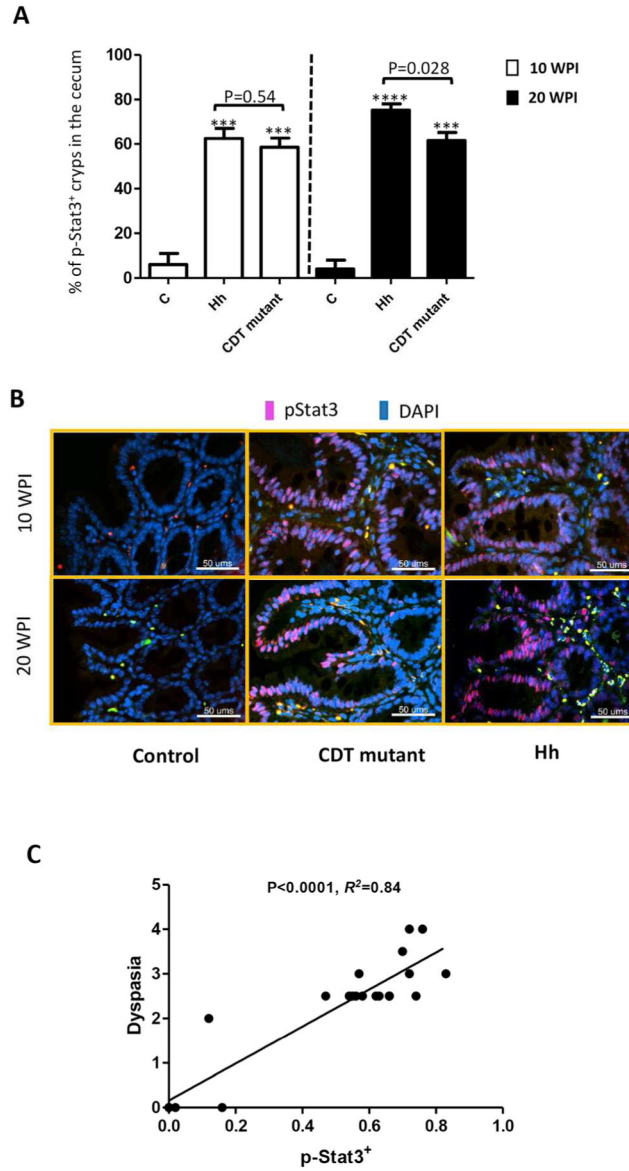 A
% of p-Stat3+ cryps in the cecum
100
80
60
40
20
0
P=0.54
***
***
P=0.028
****
***
10 WPI
20 WPI
C
Hh
CDT mutant
C
Hh
CDT mutant
B
pStat3
DAPI
10 WPI
50 ums
50 ums
50 ums
20 WPI
50 ums
50 ums
50 ums
Control
CDT mutant
Hh
C
P<0.0001, R²=0.84
Dyspasia
5
4
3
2
1
0
0.0
0.2
0.4
0.6
0.8
1.0
p-Stat3+